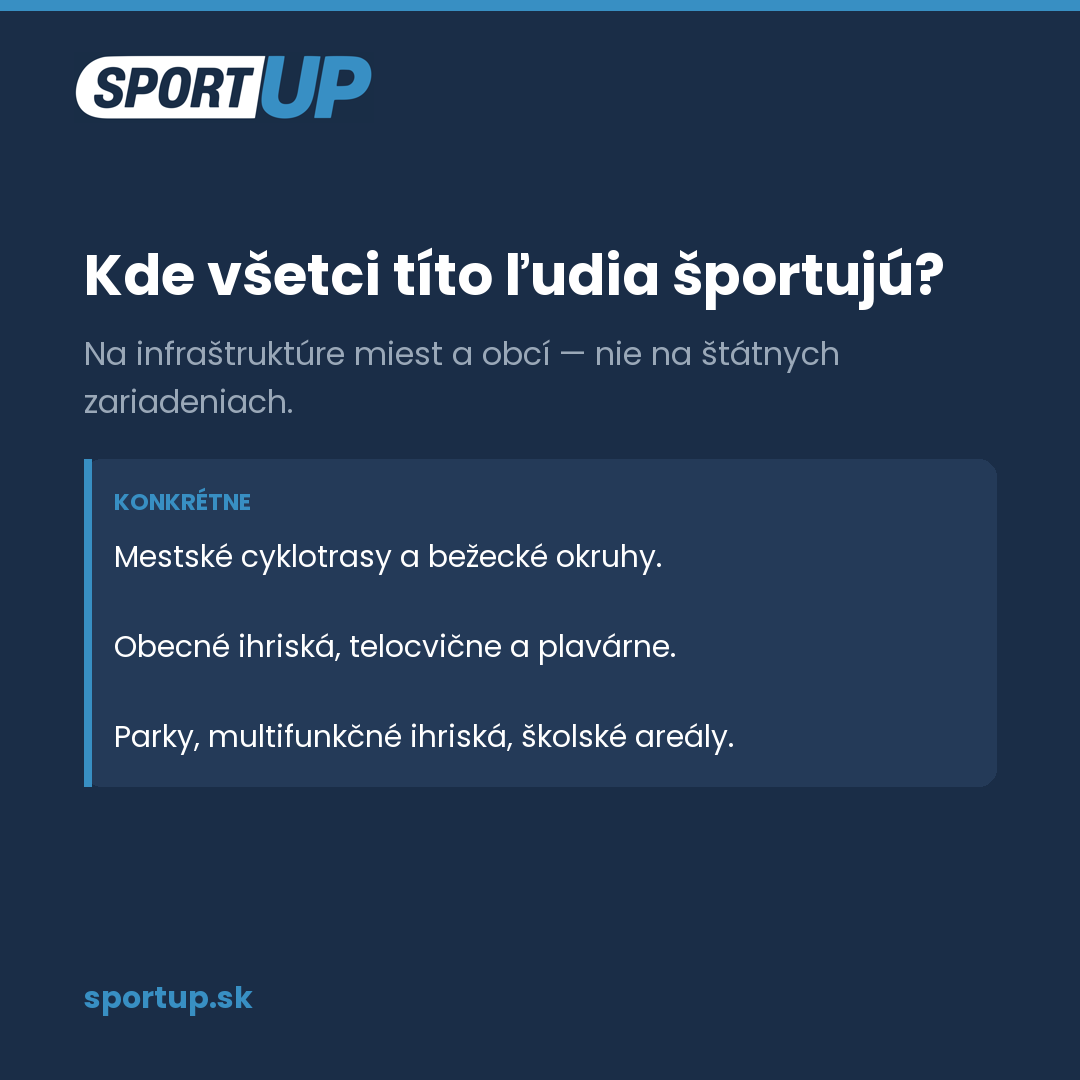 SPORTUP
Kde všetci títo ľudia športujú?
Na infraštruktúre miest a obcí — nie na štátnych
zariadeniach.
KONKRÉTNE
Mestské cyklotrasy a bežecké okruhy.
Obecné ihriská, telocvične a plavárne.
Parky, multifunkčné ihriská, školské areály.
sportup.sk